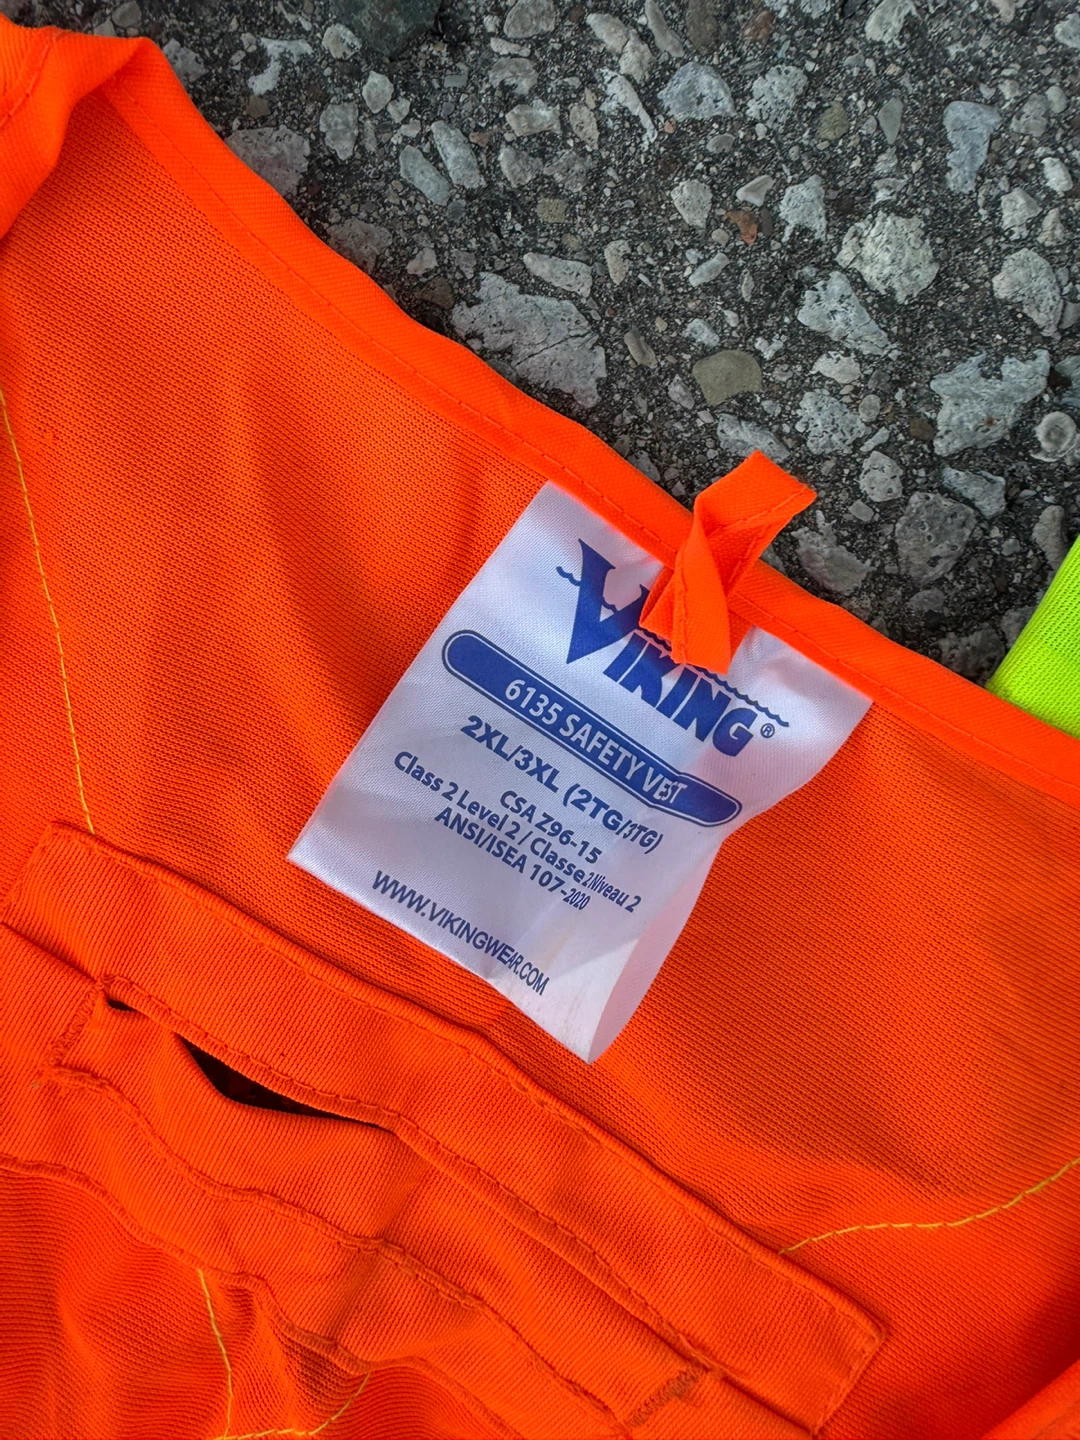 VIKING®
6135 SAFETY VEST
2XL/3XL (2TG/3TG)
CSA Z96-15
Class 2 Level 2 / Classe 2 Niveau 2
ANSI/ISEA 107-2020
WWW.VIKINGWEAR.COM